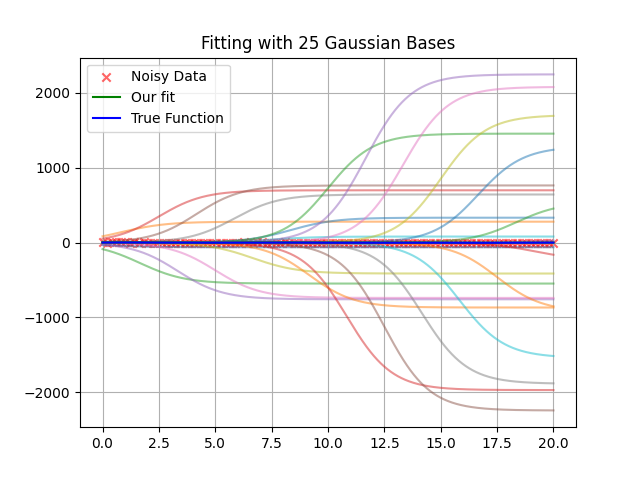 Fitting with 25 Gaussian Bases
Noisy Data
Our fit
True Function
2000
1000
0
−1000
−2000
0.0 2.5 5.0 7.5 10.0 12.5 15.0 17.5 20.0